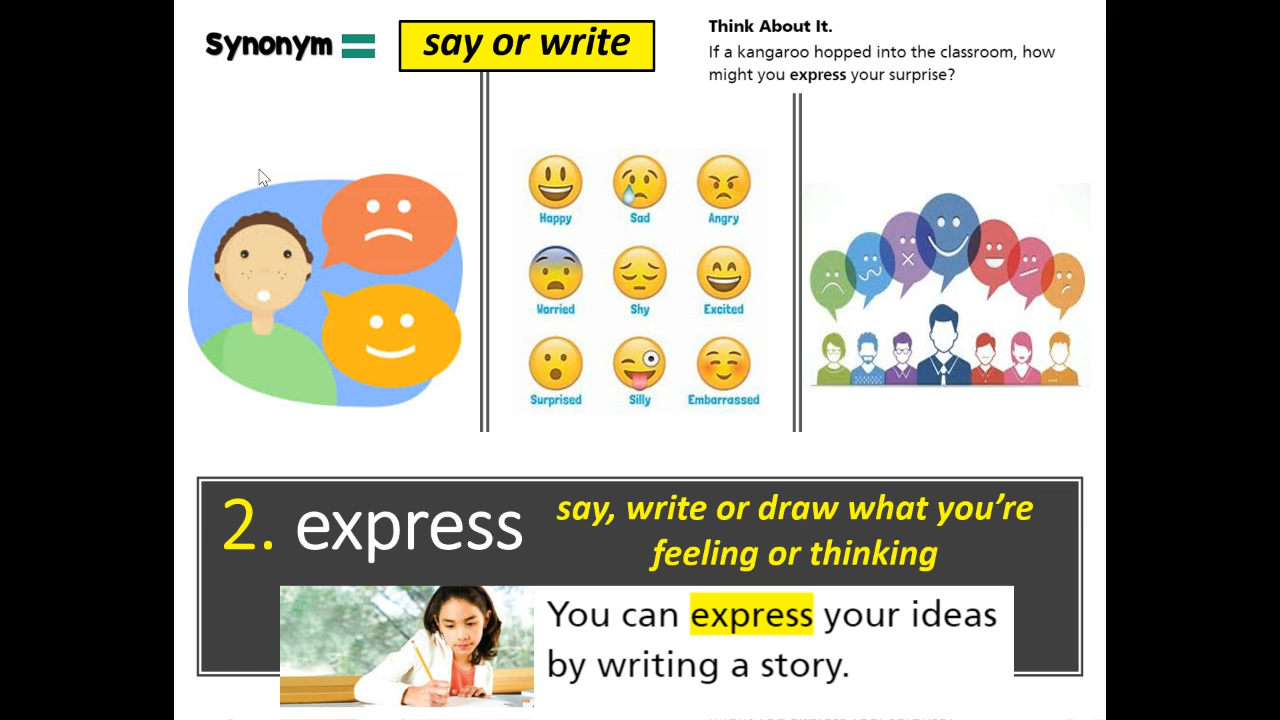 Synonym =
say or write
Think About It.
If a kangaroo hopped into the classroom, how
might you express your surprise?
Happy
Sad
Angry
Worried
Shy
Excited
Surprised
Silly
Embarrassed
2. express
say, write or draw what you’re
feeling or thinking
You can express your ideas
by writing a story.